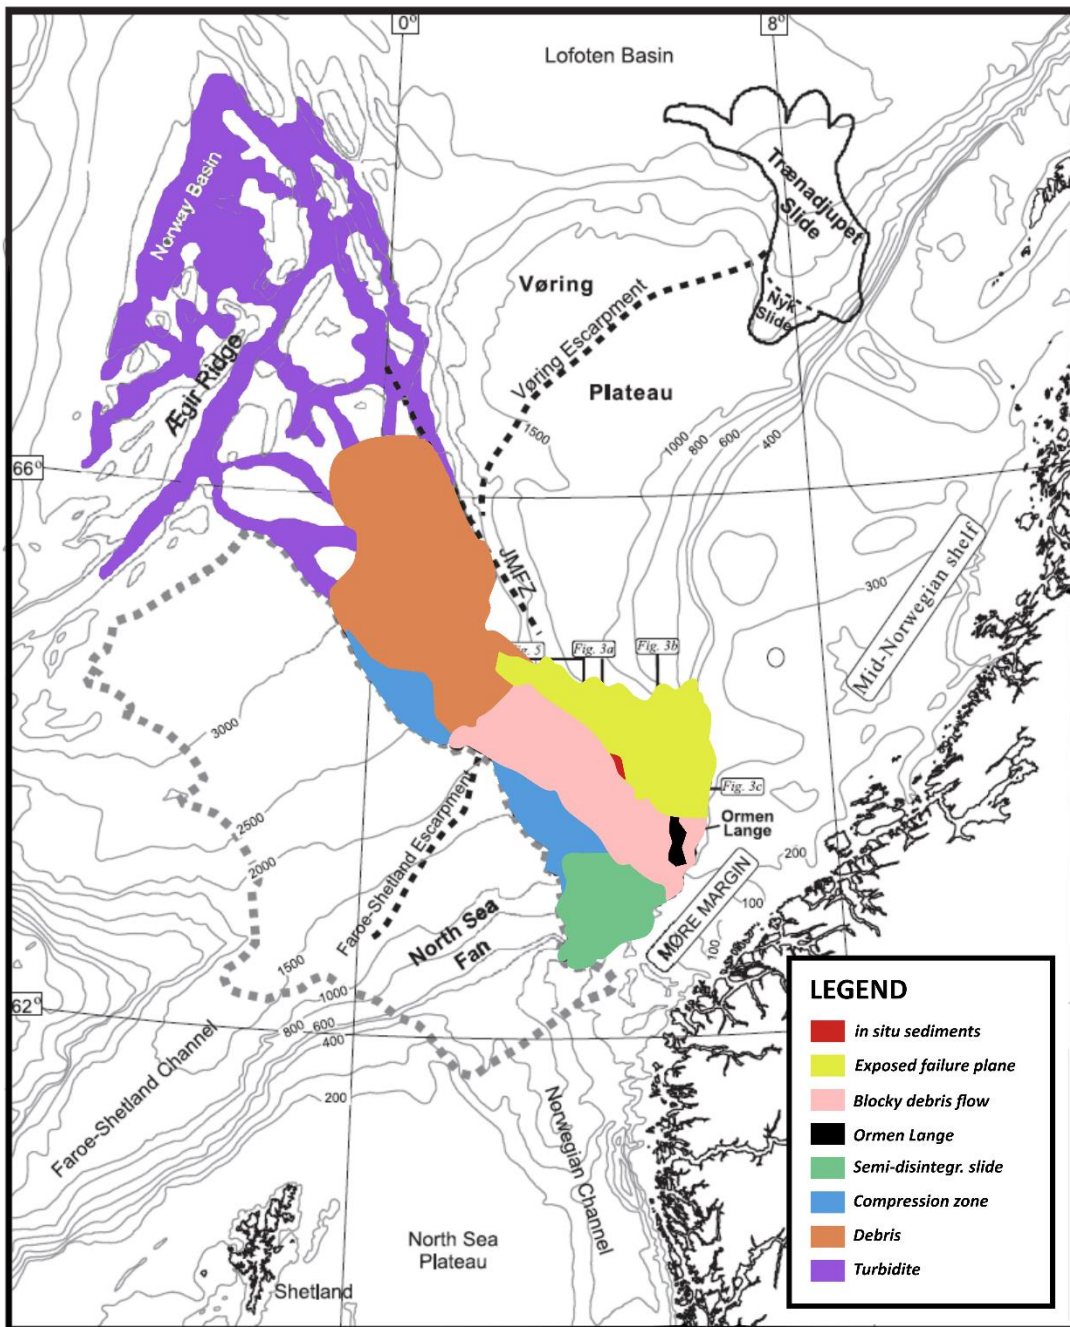 0°
8°
Lofoten Basin
Norway Basin
Trænadjupet
Slide
Nyk
Slide
Vøring
Vøring Escarpment
Plateau
Ægir Ridge
1500
1000
800
600
400
66°
JMFZ
300
Mid-Norwegian shelf
Fig. 3a
Fig. 3b
3000
Fig. 3c
Ormen
Lange
2500
2000
Faroe-Shetland Escarpment
200
100
100
MØRE MARGIN
North Sea
Fan
1500
1000
800
600
400
200
62°
Faroe-Shetland Channel
Norwegian Channel
North Sea
Plateau
Shetland
LEGEND
in situ sediments
Exposed failure plane
Blocky debris flow
Ormen Lange
Semi-disintegr. slide
Compression zone
Debris
Turbidite